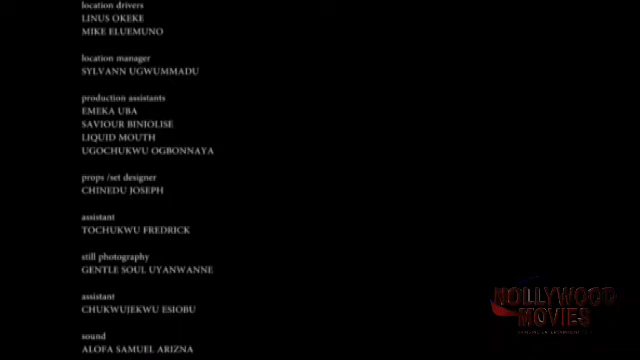 location drivers
LINUS OKEKE
MIKE ELUEMUNO
location manager
SYLVANN UGWUMMADU
production assistants
EMEKA UBA
SAVIOUR BINIOLISE
LIQUID MOUTH
UGOCHUKWU OGBONNAYA
props /set designer
CHINEDU JOSEPH
assistant
TOCHUKWU FREDRICK
still photography
GENTLE SOUL UYANWANNE
assistant
CHUKWUJEKWU ESIOBU
sound
ALOFA SAMUEL ARIZNA
NOLLYWOOD
MOVIES